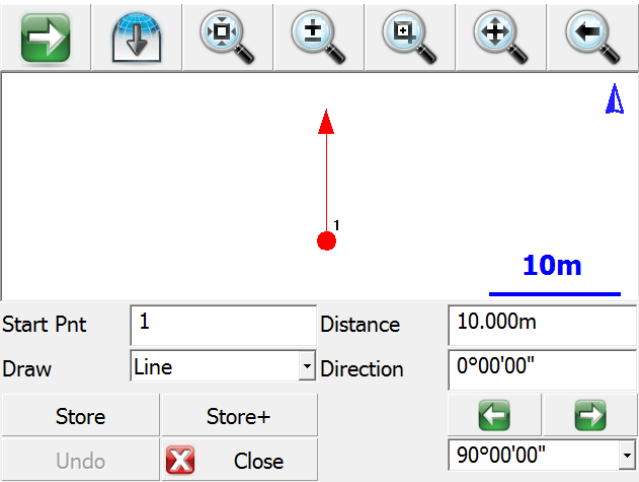 1
10m
Start Pnt 1 Distance 10.000m
Draw Line Direction 0°00'00"
Store Store+
Undo Close 90°00'00"